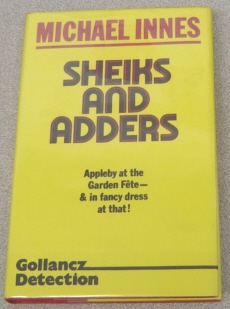 MICHAEL INNES
SHEIKS
AND
ADDERS
Appleby at the
Garden Fête—
& in fancy dress
at that!
Gollancz
Detection